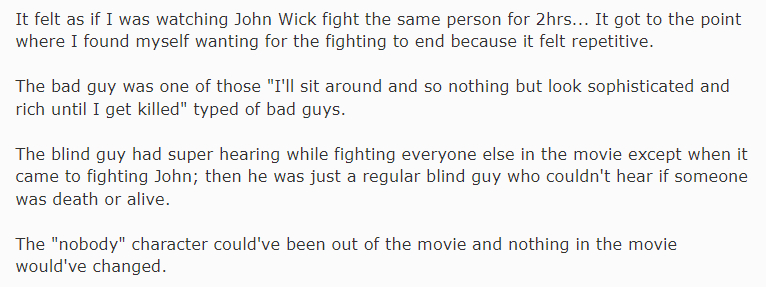 It felt as if I was watching John Wick fight the same person for 2hrs... It got to the point
where I found myself wanting for the fighting to end because it felt repetitive.
The bad guy was one of those "I'll sit around and so nothing but look sophisticated and
rich until I get killed" typed of bad guys.
The blind guy had super hearing while fighting everyone else in the movie except when it
came to fighting John; then he was just a regular blind guy who couldn't hear if someone
was death or alive.
The "nobody" character could've been out of the movie and nothing in the movie
would've changed.